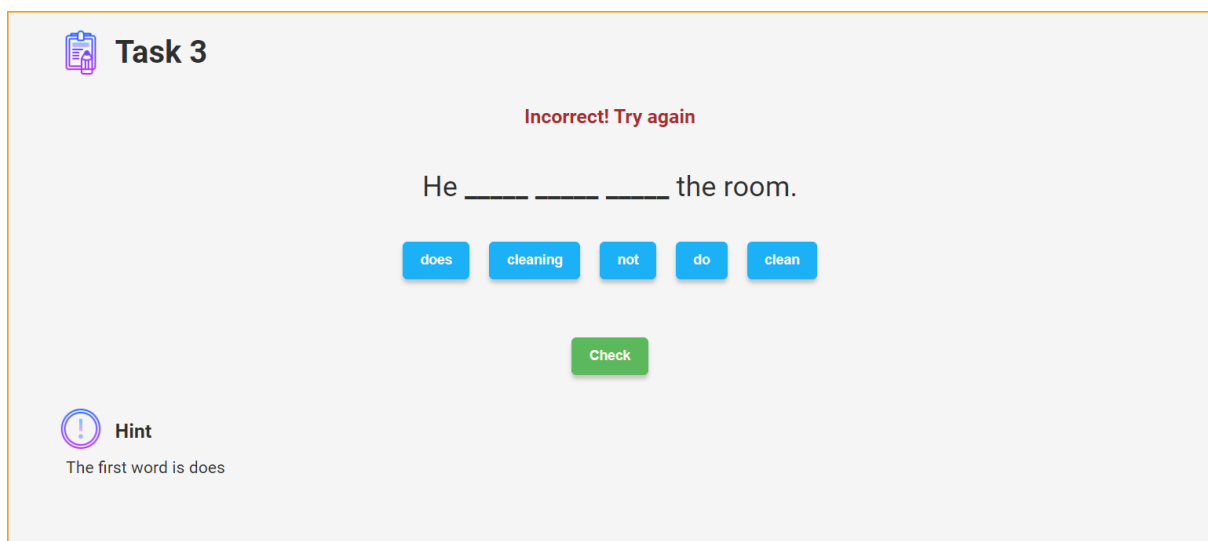 Task 3
Incorrect! Try again
He _____ _____ _____ the room.
does cleaning not do clean
Check
Hint
The first word is does